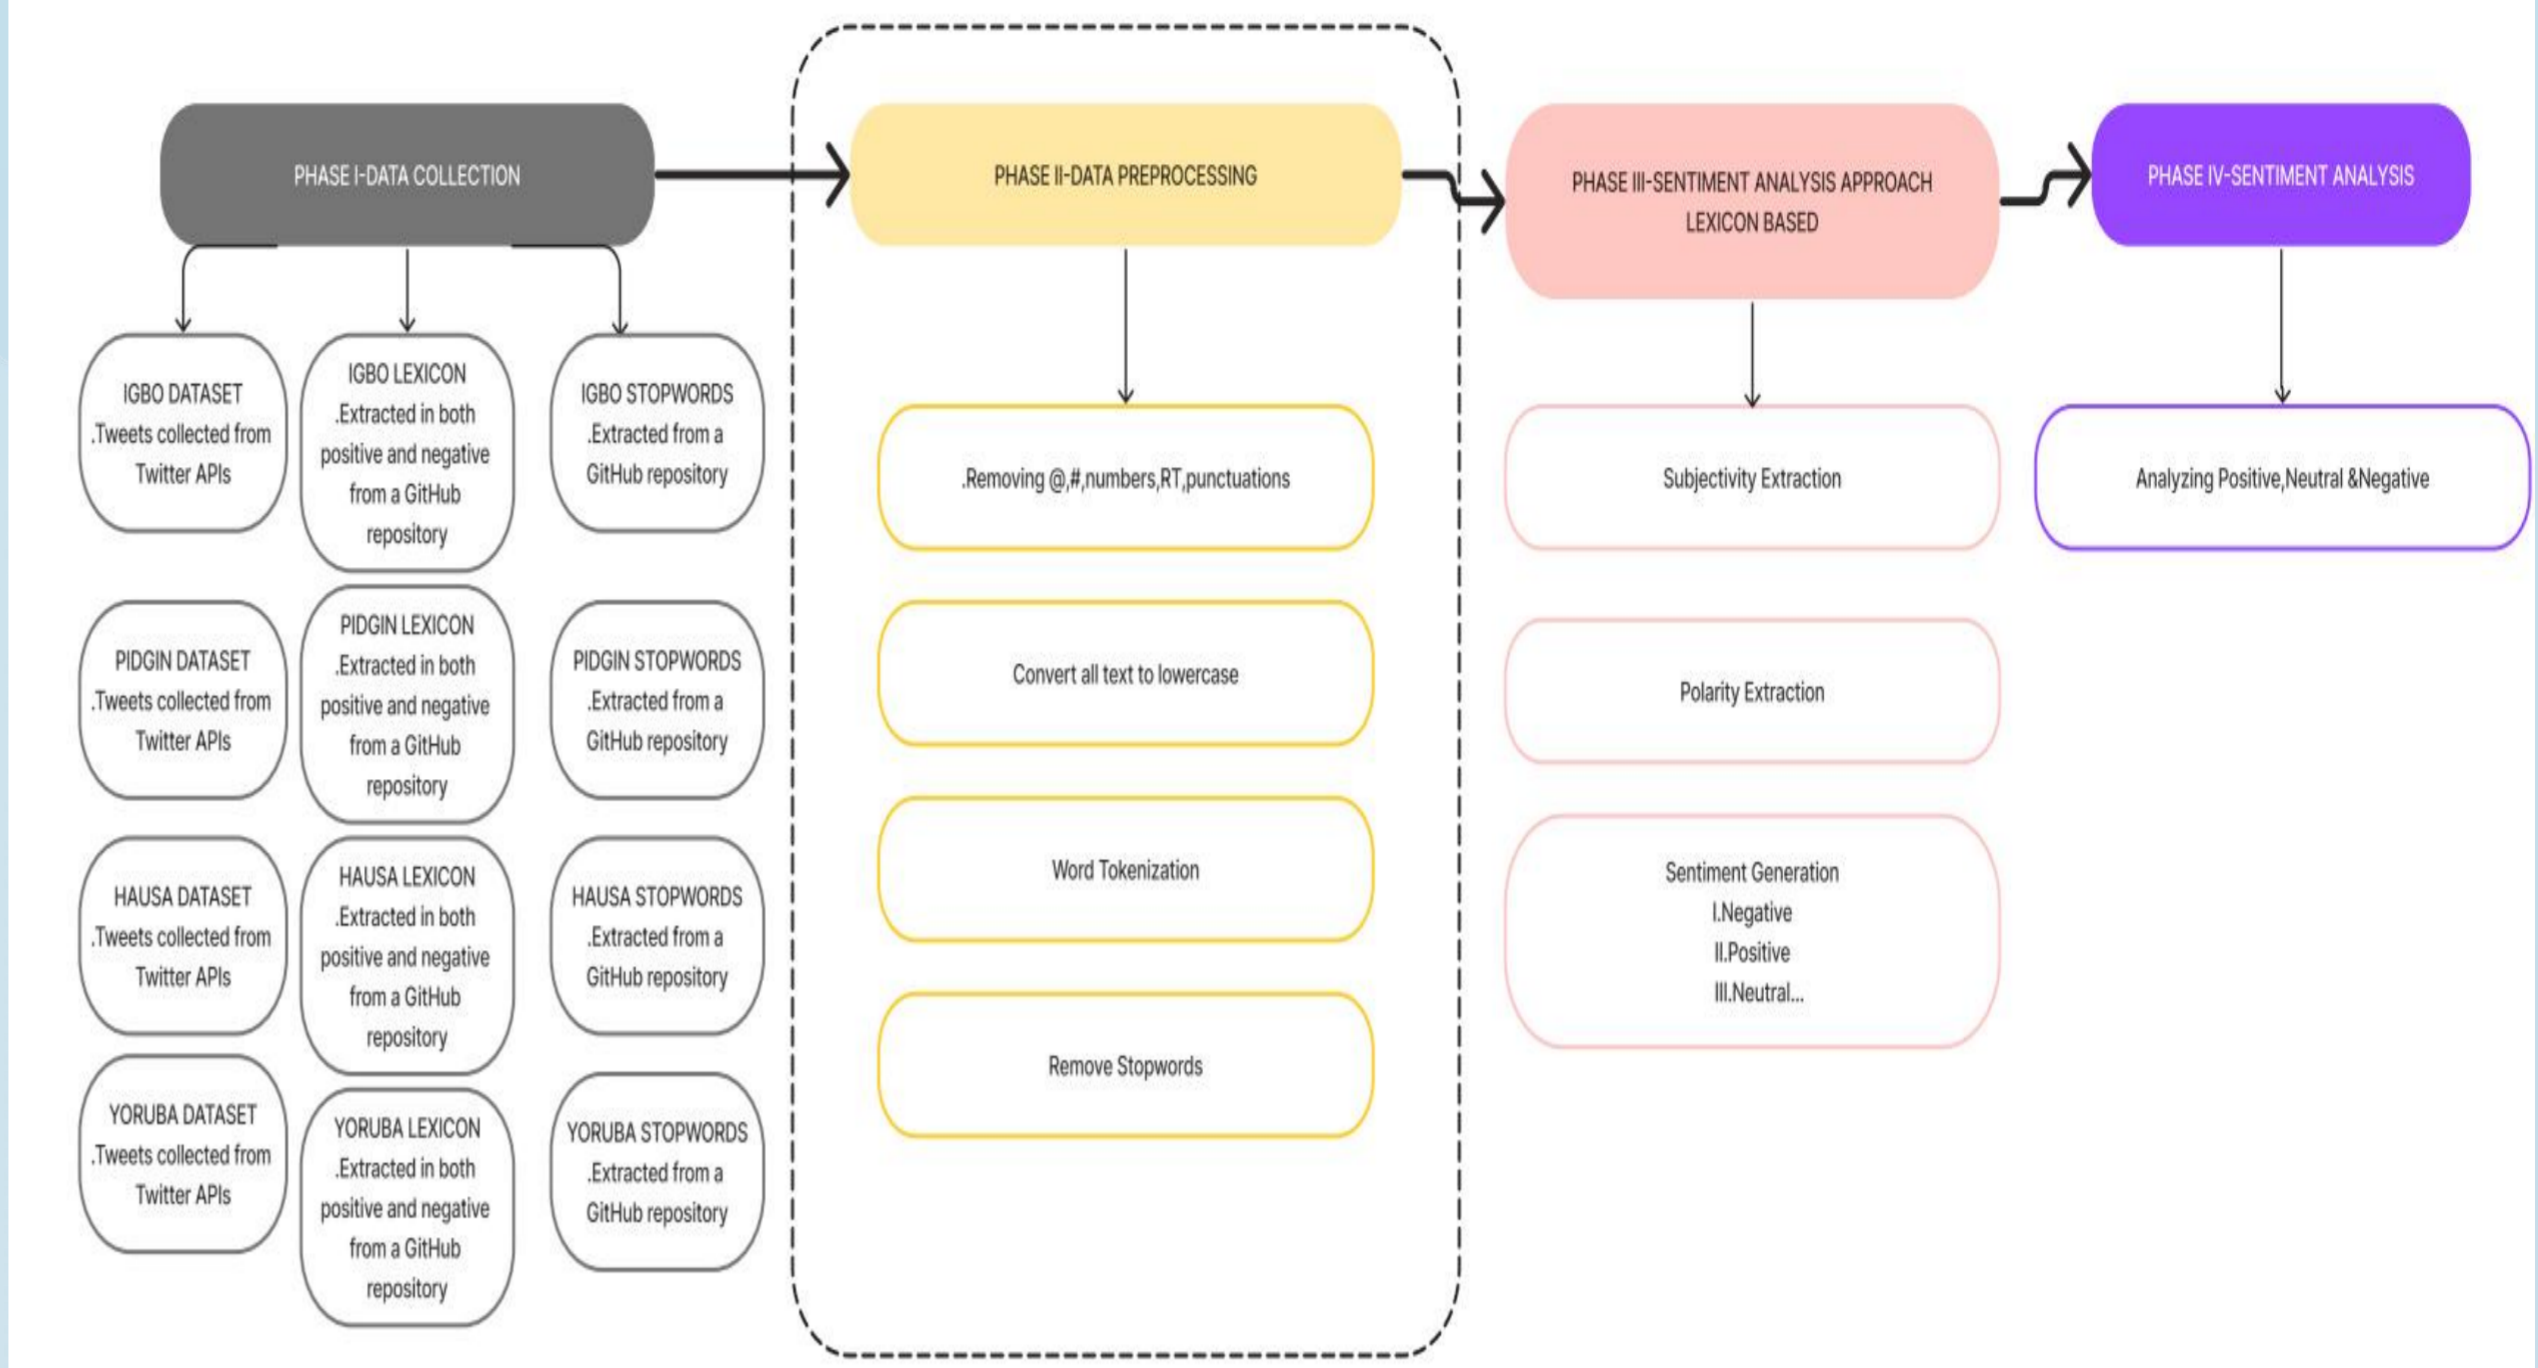 PHASE I-DATA COLLECTION
IGBO DATASET
.Tweets collected from
Twitter APIs
IGBO LEXICON
.Extracted in both
positive and negative
from a GitHub
repository
IGBO STOPWORDS
.Extracted from a
GitHub repository
PIDGIN DATASET
.Tweets collected from
Twitter APIs
PIDGIN LEXICON
.Extracted in both
positive and negative
from a GitHub
repository
PIDGIN STOPWORDS
.Extracted from a
GitHub repository
HAUSA DATASET
.Tweets collected from
Twitter APIs
HAUSA LEXICON
.Extracted in both
positive and negative
from a GitHub
repository
HAUSA STOPWORDS
.Extracted from a
GitHub repository
YORUBA DATASET
.Tweets collected from
Twitter APIs
YORUBA LEXICON
.Extracted in both
positive and negative
from a GitHub
repository
YORUBA STOPWORDS
.Extracted from a
GitHub repository
PHASE II-DATA PREPROCESSING
.Removing @,#,numbers,RT,punctuations
Convert all text to lowercase
Word Tokenization
Remove Stopwords
PHASE III-SENTIMENT ANALYSIS APPROACH
LEXICON BASED
Subjectivity Extraction
Polarity Extraction
Sentiment Generation
I.Negative
II.Positive
III.Neutral...
PHASE IV-SENTIMENT ANALYSIS
Analyzing Positive,Neutral &Negative